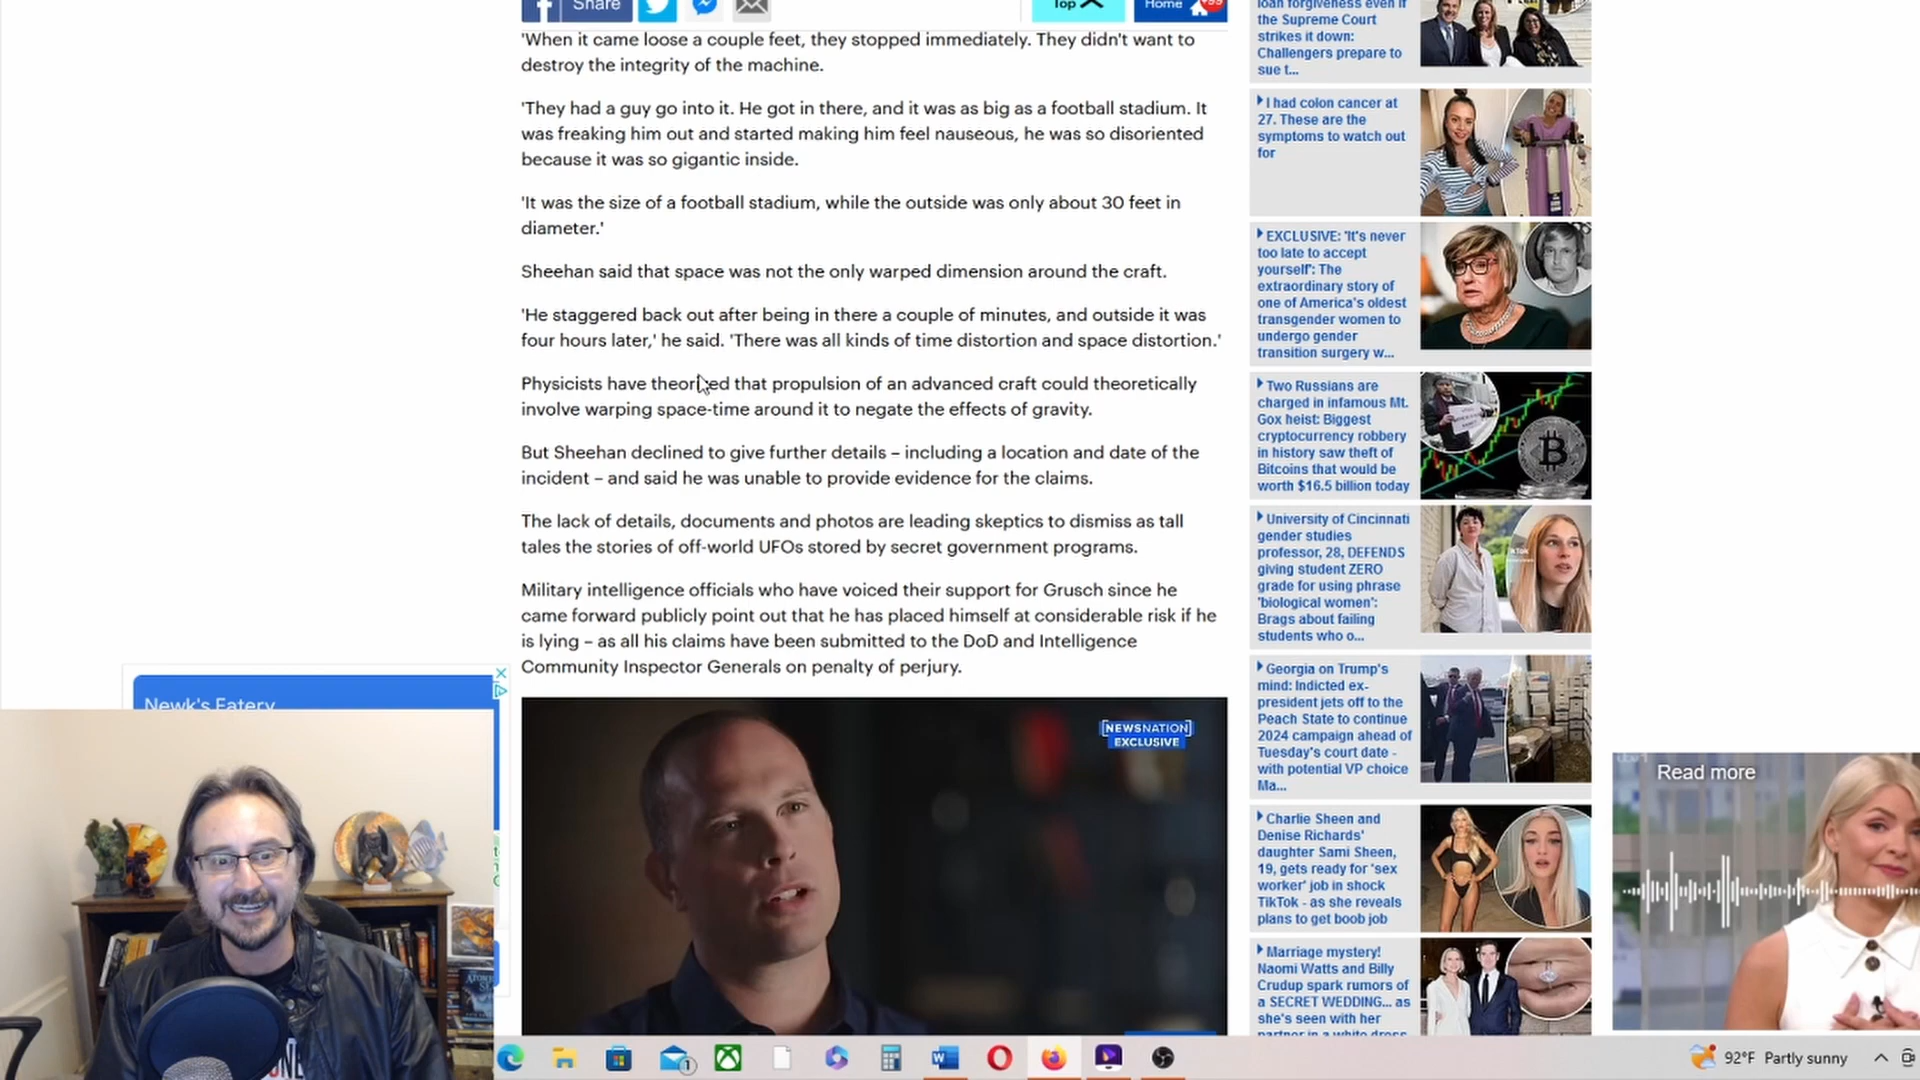 Share
Top
Home
+99
'When it came loose a couple feet, they stopped immediately. They didn't want to
destroy the integrity of the machine.
'They had a guy go into it. He got in there, and it was as big as a football stadium. It
was freaking him out and started making him feel nauseous, he was so disoriented
because it was so gigantic inside.
'It was the size of a football stadium, while the outside was only about 30 feet in
diameter.'
Sheehan said that space was not the only warped dimension around the craft.
'He staggered back out after being in there a couple of minutes, and outside it was
four hours later,' he said. 'There was all kinds of time distortion and space distortion.'
Physicists have theorized that propulsion of an advanced craft could theoretically
involve warping space-time around it to negate the effects of gravity.
But Sheehan declined to give further details – including a location and date of the
incident – and said he was unable to provide evidence for the claims.
The lack of details, documents and photos are leading skeptics to dismiss as tall
tales the stories of off-world UFOs stored by secret government programs.
Military intelligence officials who have voiced their support for Grusch since he
came forward publicly point out that he has placed himself at considerable risk if he
is lying – as all his claims have been submitted to the DoD and Intelligence
Community Inspector Generals on penalty of perjury.
NEWSNATION
EXCLUSIVE
Newk's Eatery
loan forgiveness even if
the Supreme Court
strikes it down:
Challengers prepare to
sue t...
I had colon cancer at
27. These are the
symptoms to watch out
for
EXCLUSIVE: 'It's never
too late to accept
yourself': The
extraordinary story of
one of America's oldest
transgender women to
undergo gender
transition surgery w...
Two Russians are
charged in infamous Mt.
Gox heist: Biggest
cryptocurrency robbery
in history saw theft of
Bitcoins that would be
worth $16.5 billion today
University of Cincinnati
gender studies
professor, 28, DEFENDS
giving student ZERO
grade for using phrase
'biological women':
Brags about failing
students who o...
Georgia on Trump's
mind: Indicted ex-
president jets off to the
Peach State to continue
2024 campaign ahead of
Tuesday's court date -
with potential VP choice
Ma...
Charlie Sheen and
Denise Richards'
daughter Sami Sheen,
19, gets ready for 'sex
worker' job in shock
TikTok - as she reveals
plans to get boob job
Marriage mystery!
Naomi Watts and Billy
Crudup spark rumors of
a SECRET WEDDING... as
she's seen with her
partner in a white dress
Read more
92°F Partly sunny